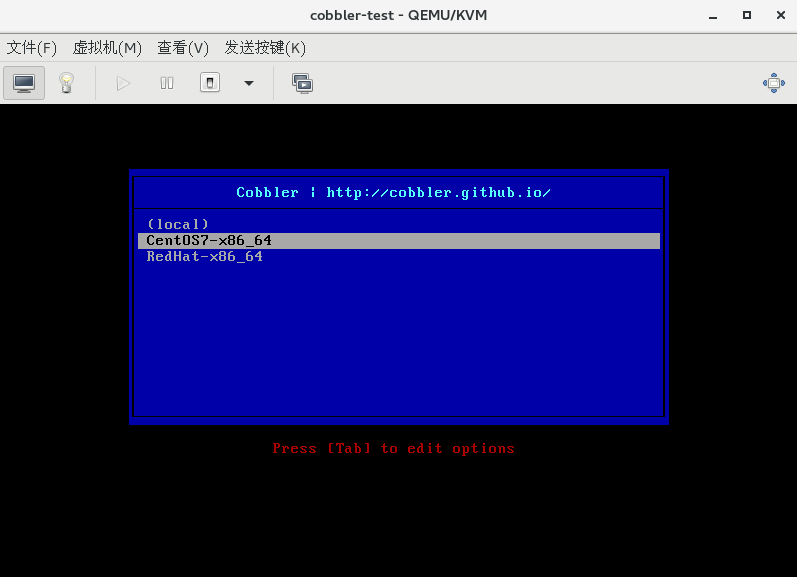 cobbler-test - QEMU/KVM
文件(F) 虚拟机(M) 查看(V) 发送按键(K)
Cobbler | http://cobbler.github.io/
(local)
CentOS7-x86_64
RedHat-x86_64
Press [Tab] to edit options